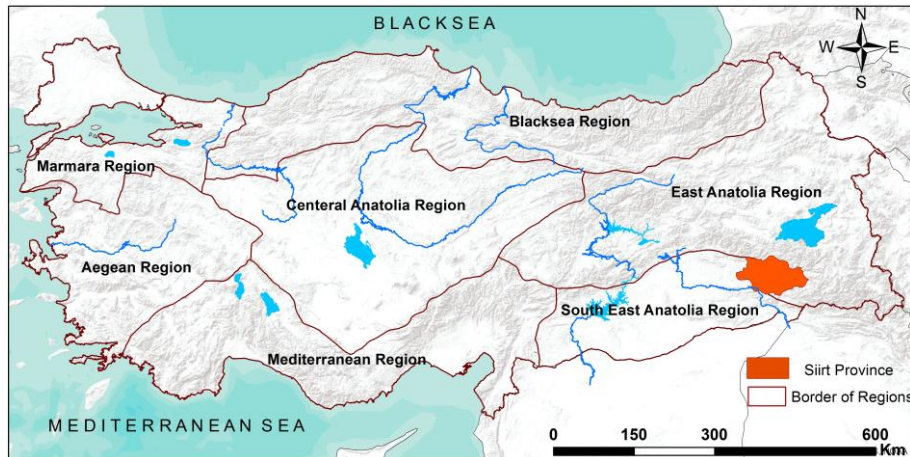 BLACKSEA
N
W E
S
Blacksea Region
Marmara Region
East Anatolia Region
Centeral Anatolia Region
Aegean Region
South East Anatolia Region
Mediterranean Region
Siirt Province
Border of Regions
MEDITERRANEAN SEA
0 150 300 600
Km